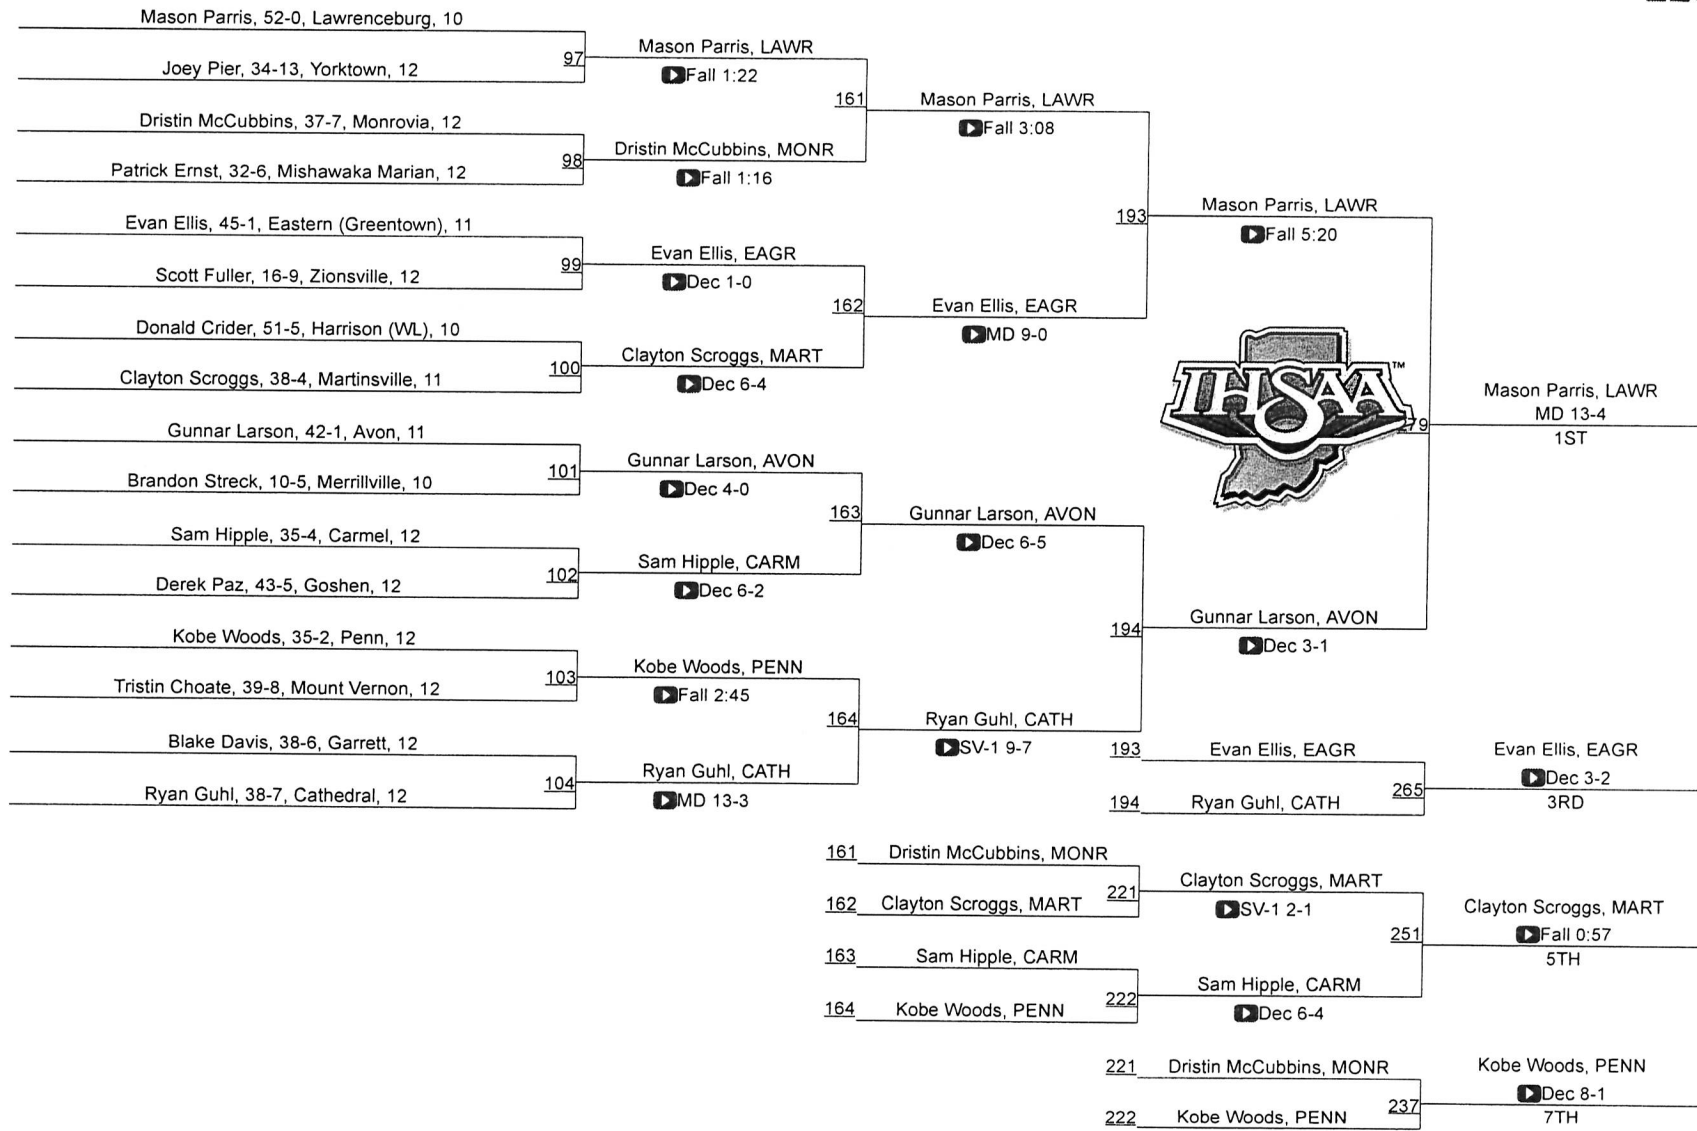 Mason Parris, 52-0, Lawrenceburg, 10
97
Joey Pier, 34-13, Yorktown, 12
Mason Parris, LAWR
Fall 1:22
161
Dristin McCubbins, 37-7, Monrovia, 12
98
Patrick Ernst, 32-6, Mishawaka Marian, 12
Dristin McCubbins, MONR
Fall 1:16
Mason Parris, LAWR
Fall 3:08
193
Evan Ellis, 45-1, Eastern (Greentown), 11
99
Scott Fuller, 16-9, Zionsville, 12
Evan Ellis, EAGR
Dec 1-0
162
Donald Crider, 51-5, Harrison (WL), 10
100
Clayton Scroggs, 38-4, Martinsville, 11
Clayton Scroggs, MART
Dec 6-4
Evan Ellis, EAGR
MD 9-0
Mason Parris, LAWR
Fall 5:20
IHSAA™
279
Mason Parris, LAWR
MD 13-4
1ST
Gunnar Larson, 42-1, Avon, 11
101
Brandon Streck, 10-5, Merrillville, 10
Gunnar Larson, AVON
Dec 4-0
163
Sam Hipple, 35-4, Carmel, 12
102
Derek Paz, 43-5, Goshen, 12
Sam Hipple, CARM
Dec 6-2
Gunnar Larson, AVON
Dec 6-5
194
Kobe Woods, 35-2, Penn, 12
103
Tristin Choate, 39-8, Mount Vernon, 12
Kobe Woods, PENN
Fall 2:45
164
Blake Davis, 38-6, Garrett, 12
104
Ryan Guhl, 38-7, Cathedral, 12
Ryan Guhl, CATH
MD 13-3
Ryan Guhl, CATH
SV-1 9-7
Gunnar Larson, AVON
Dec 3-1
193 Evan Ellis, EAGR
265
194 Ryan Guhl, CATH
Evan Ellis, EAGR
Dec 3-2
3RD
161 Dristin McCubbins, MONR
221
162 Clayton Scroggs, MART
Clayton Scroggs, MART
SV-1 2-1
251
163 Sam Hipple, CARM
222
164 Kobe Woods, PENN
Sam Hipple, CARM
Dec 6-4
Clayton Scroggs, MART
Fall 0:57
5TH
221 Dristin McCubbins, MONR
237
222 Kobe Woods, PENN
Kobe Woods, PENN
Dec 8-1
7TH